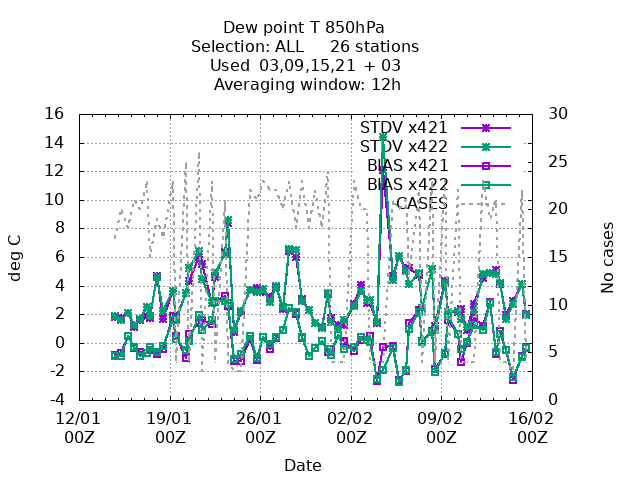 Dew point T 850hPa
Selection: ALL     26 stations
Used 03,09,15,21 + 03
Averaging window: 12h
16
14
12
10
8
6
4
2
0
-2
-4
deg C
30
25
20
15
10
5
0
No cases
STDV x421
STDV x422
BIAS x421
BIAS x422
CASES
12/01 19/01 26/01 02/02 09/02 16/02
00Z 00Z 00Z 00Z 00Z 00Z
Date